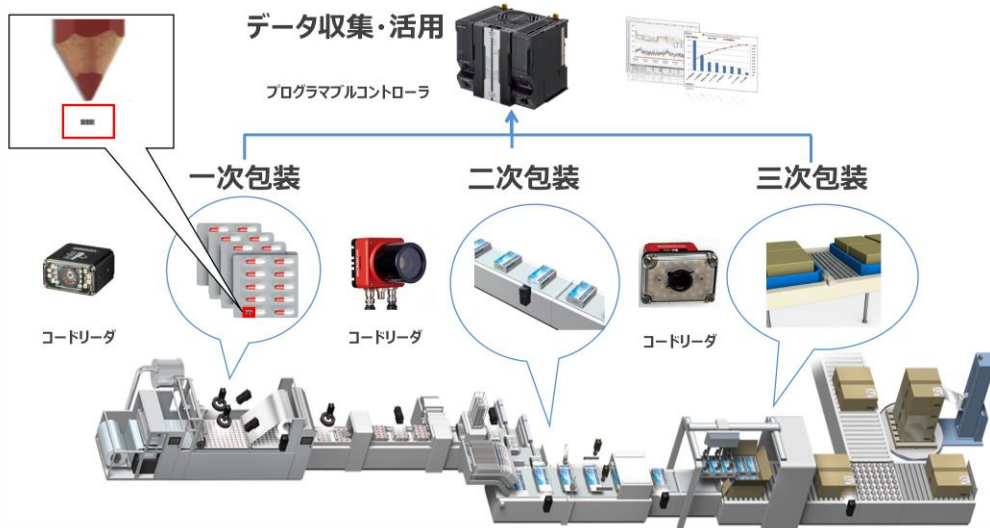 データ収集・活用
プログラマブルコントローラ
一次包装
二次包装
三次包装
コードリーダ
コードリーダ
コードリーダ